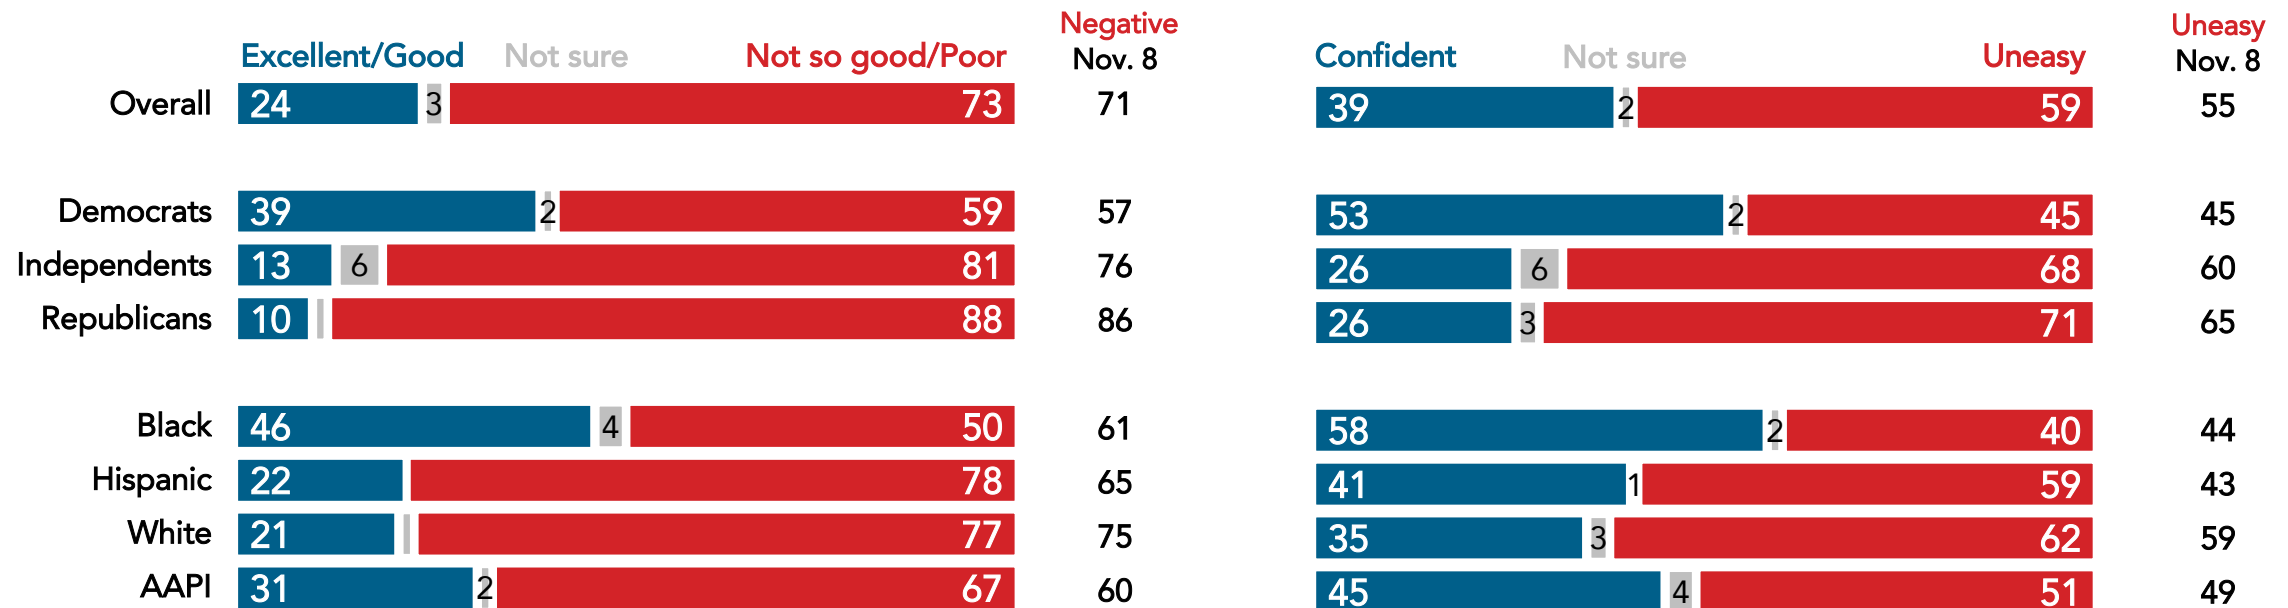 Negative Uneasy
Excellent/Good Not sure Not so good/Poor Nov. 8 Confident Not sure Uneasy Nov. 8
Overall 24 3 73 71 39 2 59 55
Democrats 39 2 59 57 53 2 45 45
Independents 13 6 81 76 26 6 68 60
Republicans 10 88 86 26 3 71 65
Black 46 4 50 61 58 2 40 44
Hispanic 22 78 65 41 1 59 43
White 21 77 75 35 3 62 59
AAPI 31 2 67 60 45 4 51 49